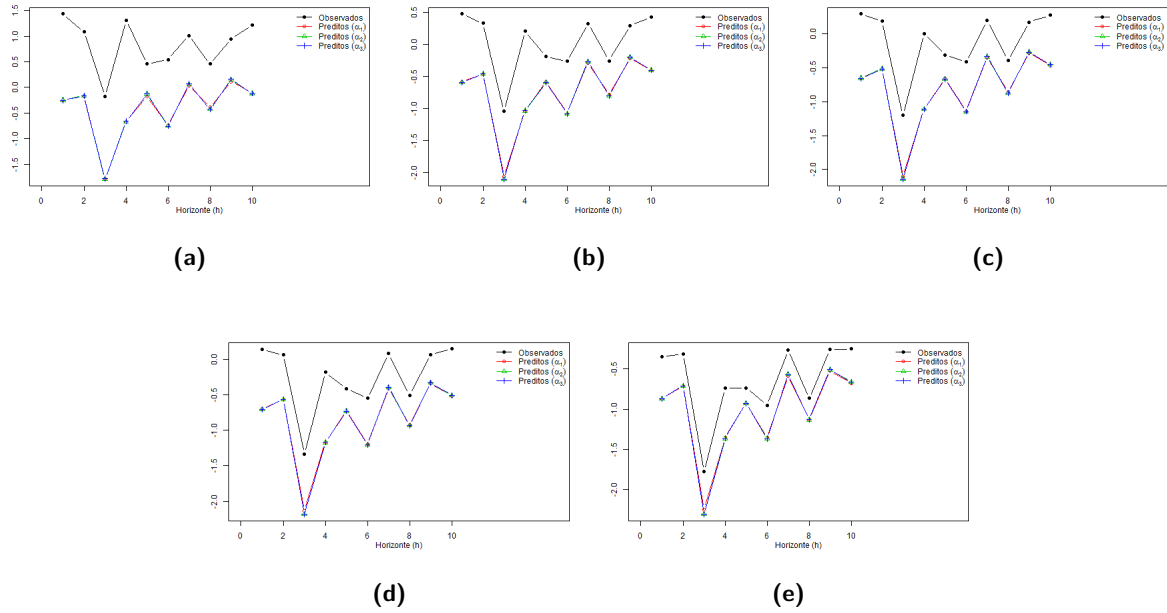 1.5
1.0
0.5
0.0
-0.5
-1.0
-1.5
0 2 4 6 8 10
Horizonte (h)
Observados
Preditos (α1)
Preditos (α2)
Preditos (α3)
(a)
0.5
0.0
-0.5
-1.0
-1.5
-2.0
0 2 4 6 8 10
Horizonte (h)
Observados
Preditos (α1)
Preditos (α2)
Preditos (α3)
(b)
0.0
-0.5
-1.0
-1.5
-2.0
0 2 4 6 8 10
Horizonte (h)
Observados
Preditos (α1)
Preditos (α2)
Preditos (α3)
(c)
0.0
-0.5
-1.0
-1.5
-2.0
0 2 4 6 8 10
Horizonte (h)
Observados
Preditos (α1)
Preditos (α2)
Preditos (α3)
(d)
-0.5
-1.0
-1.5
-2.0
0 2 4 6 8 10
Horizonte (h)
Observados
Preditos (α1)
Preditos (α2)
Preditos (α3)
(e)